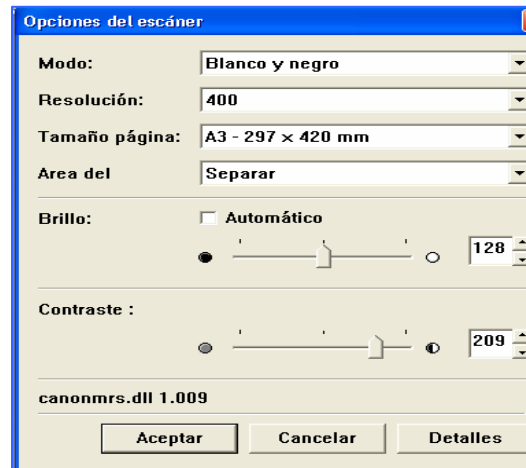 Opciones del escáner
Modo: Blanco y negro
Resolución: 400
Tamaño página: A3 - 297 x 420 mm
Area del Separar
Brillo: Automático
128
Contraste :
209
canonmrs.dll 1.009
Aceptar Cancelar Detalles